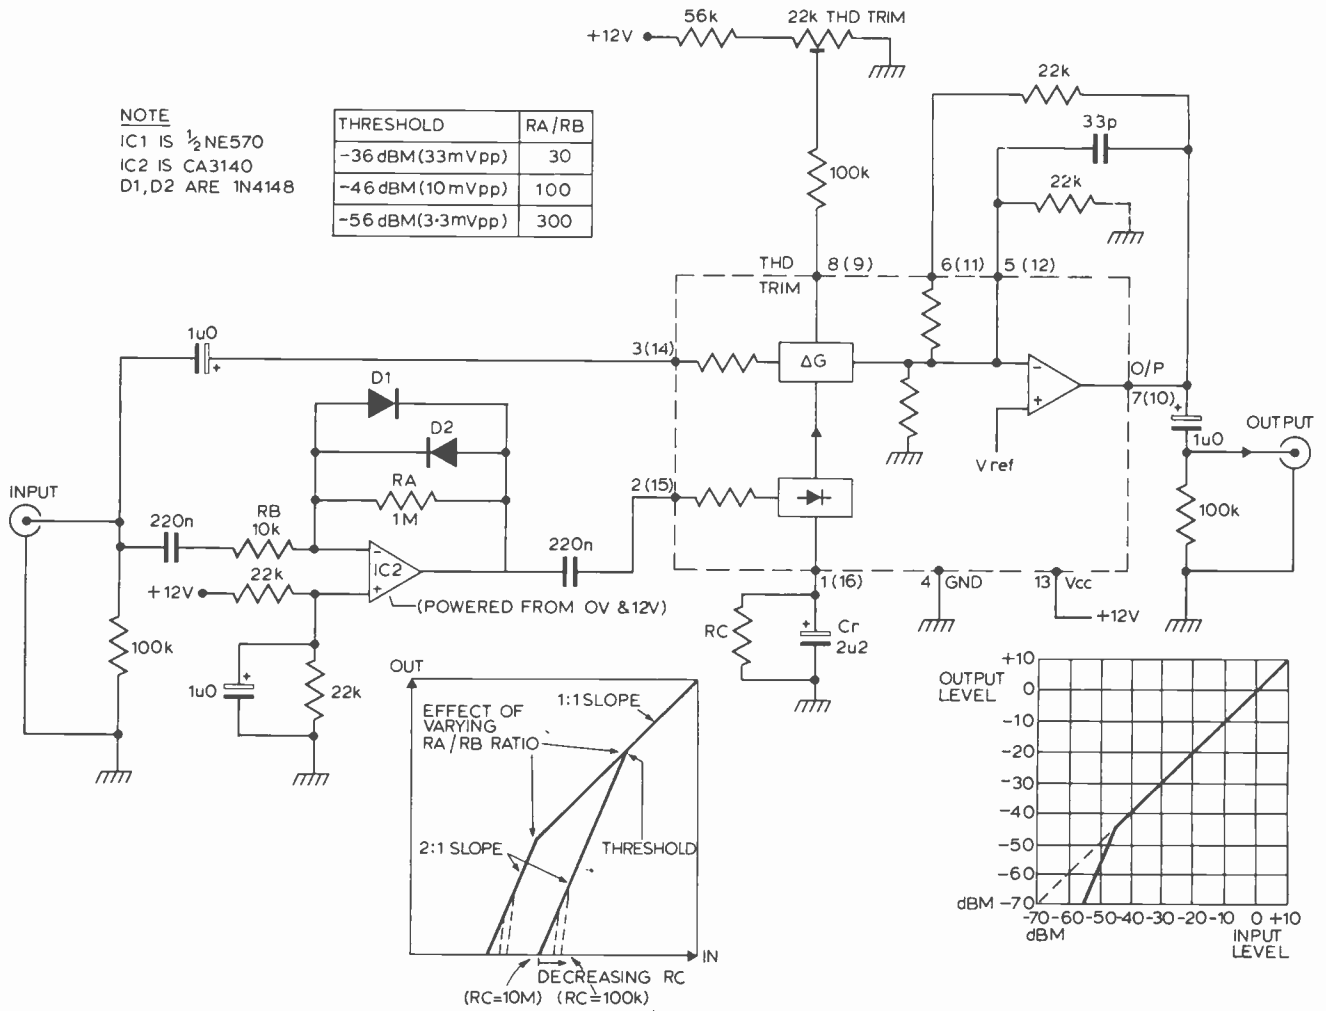 56k
22k THD TRIM
+12V
22k
33p
22k
100k
NOTE
IC1 IS ½NE570
IC2 IS CA3140
D1,D2 ARE 1N4148
THRESHOLD RA/RB
-36dBM(33mVpp) 30
-46dBM(10mVpp) 100
-56dBM(3·3mVpp) 300
THD
TRIM
8(9)
6(11)
5(12)
1u0
+
3(14)
ΔG
-
+
O/P
7(10)
Vref
+
1u0
OUTPUT
100k
D1
D2
RA
1M
2(15)
INPUT
220n
RB
10k
220n
-
IC2
+
22k
+12V
(POWERED FROM 0V &12V)
1(16)
4
GND
13
Vcc
+12V
RC
+
Cr
2u2
100k
+
1u0
22k
OUT
EFFECT OF
VARYING
RA/RB RATIO
1:1 SLOPE
2:1 SLOPE
THRESHOLD
IN
DECREASING RC
(RC=10M)
(RC=100k)
OUTPUT
LEVEL
+10
0
-10
-20
-30
-40
-50
-60
dBM -70
-70 -60 -50 -40 -30 -20 -10 0 +10
dBM
INPUT
LEVEL